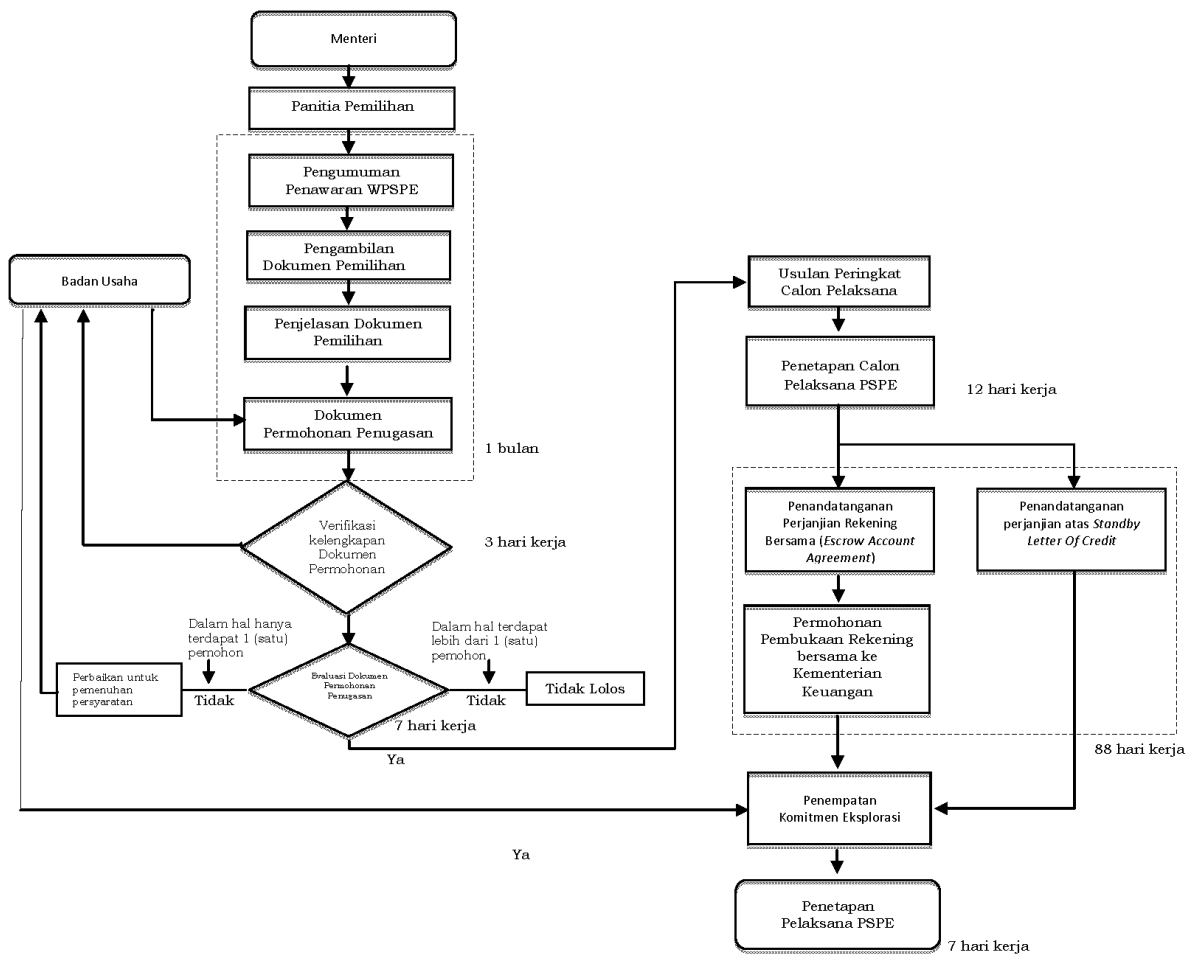 Menteri
Panitia Pemilihan
Pengumuman
Penawaran WPSPE
Pengambilan
Dokumen Pemilihan
Penjelasan Dokumen
Pemilihan
Badan Usaha
Dokumen
Permohonan Penugasan
1 bulan
Verifikasi
kelengkapan
Dokumen
Permohonan
3 hari kerja
Dalam hal hanya
terdapat 1 (satu)
pemohon
Dalam hal terdapat
lebih dari 1 (satu)
pemohon
Perbaikan untuk
pemenuhan
persyaratan
Tidak
Evaluasi Dokumen
Permohonan
Penugasan
Tidak
Tidak Lolos
7 hari kerja
Ya
Usulan Peringkat
Calon Pelaksana
Penetapan Calon
Pelaksana PSPE
12 hari kerja
Penandatanganan
Perjanjian Rekening
Bersama (Escrow Account
Agreement)
Penandatanganan
perjanjian atas Standby
Letter Of Credit
Permohonan
Pembukaan Rekening
bersama ke
Kementerian
Keuangan
88 hari kerja
Penempatan
Komitmen Eksplorasi
Ya
Penetapan
Pelaksana PSPE
7 hari kerja